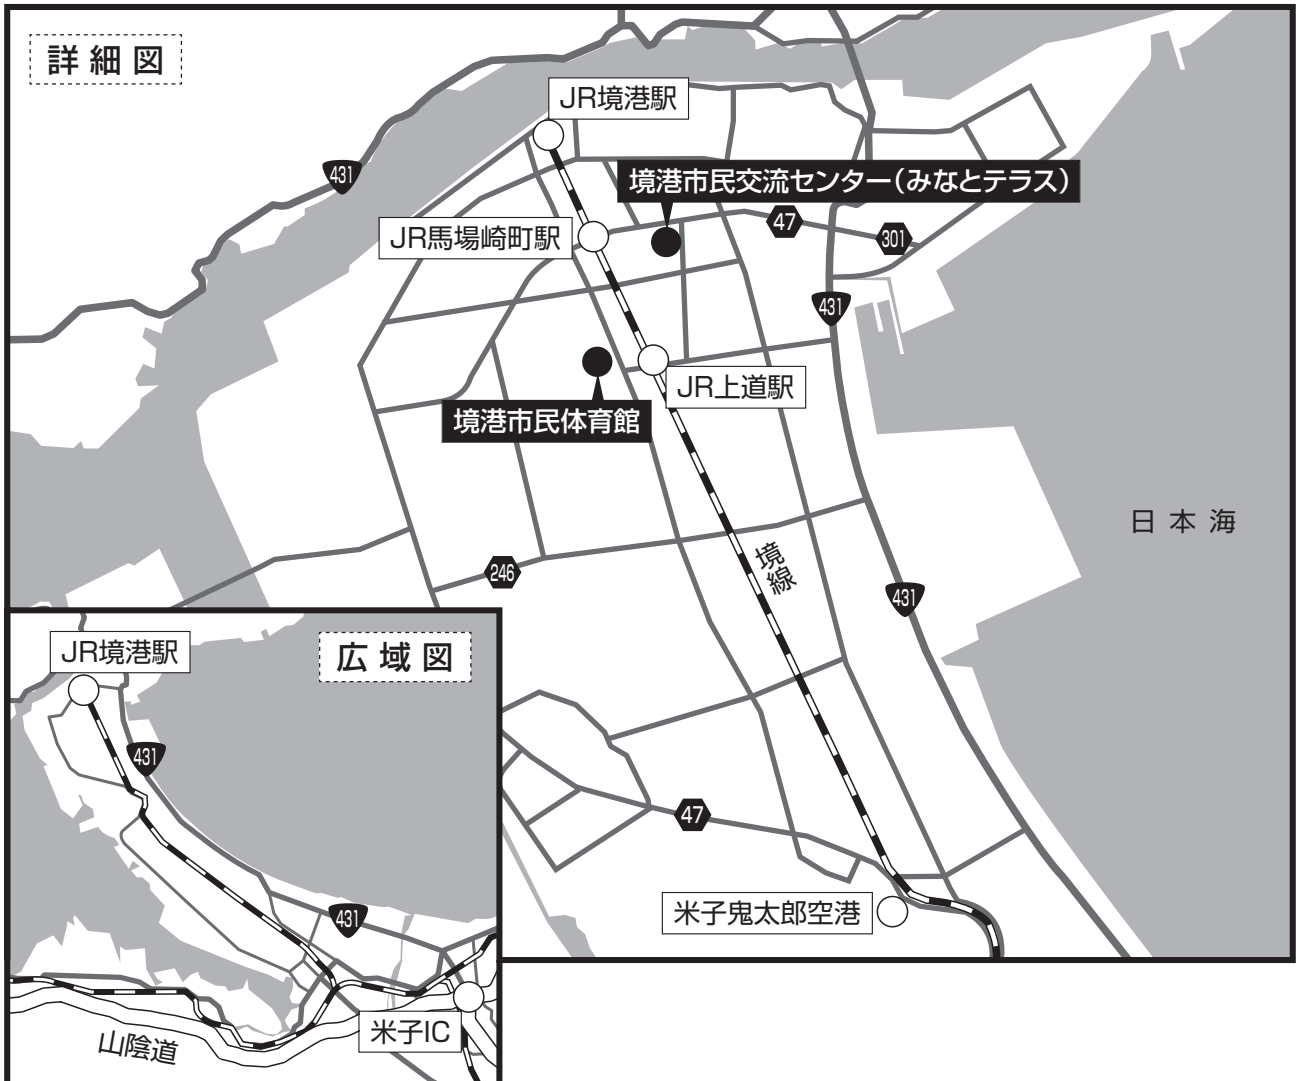 詳細図
JR境港駅
431
境港市民交流センター(みなとテラス)
47
JR馬場崎町駅
301
431
JR上道駅
境港市民体育館
日本海
境線
246
431
47
米子鬼太郎空港
広域図
JR境港駅
431
431
米子IC
山陰道